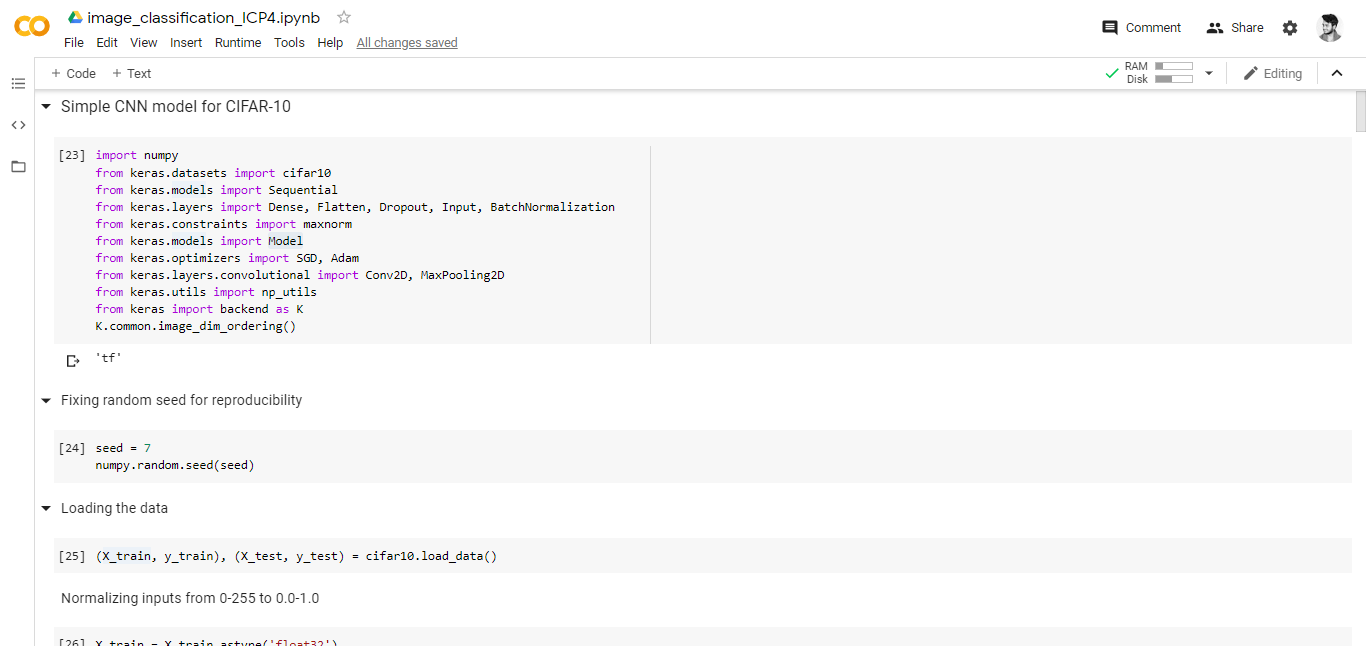 image_classification_ICP4.ipynb
File Edit View Insert Runtime Tools Help All changes saved
Comment Share
+ Code + Text
RAM
Disk
Editing
Simple CNN model for CIFAR-10
[23] import numpy
from keras.datasets import cifar10
from keras.models import Sequential
from keras.layers import Dense, Flatten, Dropout, Input, BatchNormalization
from keras.constraints import maxnorm
from keras.models import Model
from keras.optimizers import SGD, Adam
from keras.layers.convolutional import Conv2D, MaxPooling2D
from keras.utils import np_utils
from keras import backend as K
K.common.image_dim_ordering()
'tf'
Fixing random seed for reproducibility
[24] seed = 7
numpy.random.seed(seed)
Loading the data
[25] (X_train, y_train), (X_test, y_test) = cifar10.load_data()
Normalizing inputs from 0-255 to 0.0-1.0
[26] X_train = X_train.astype('float32')